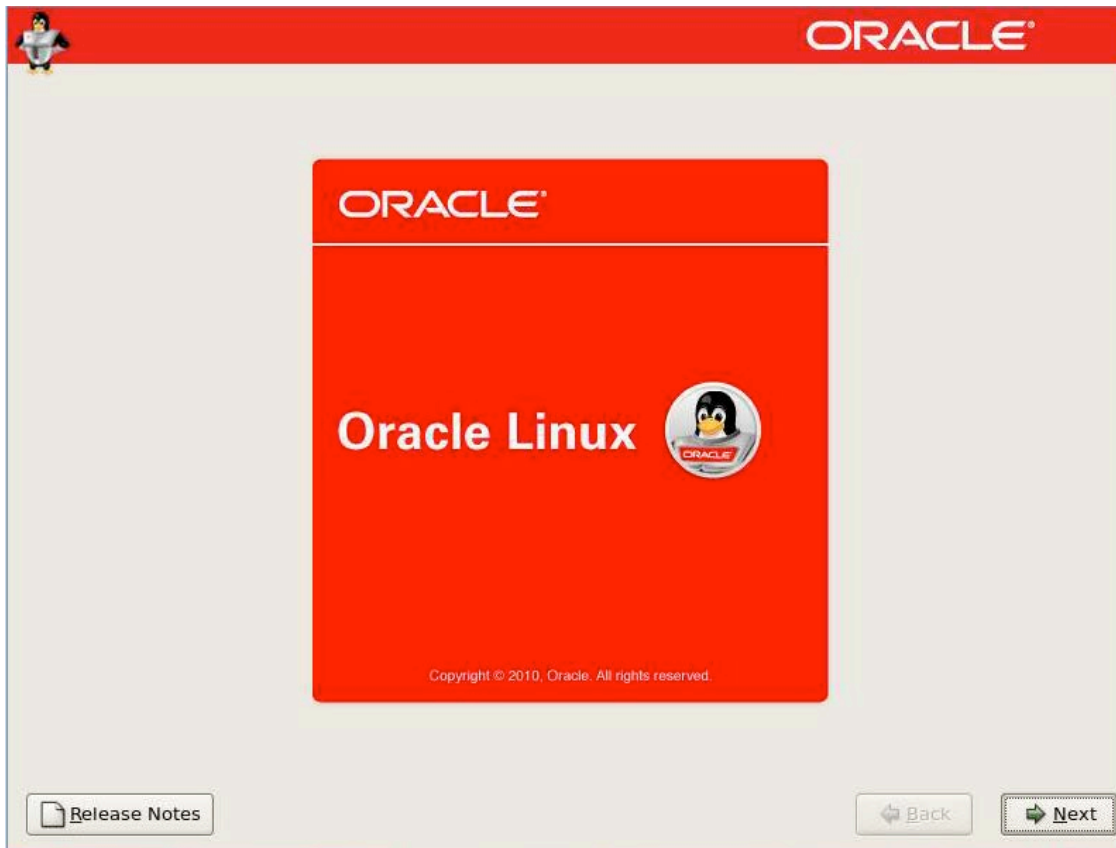 ORACLE®
ORACLE®
Oracle Linux
ORACLE
Copyright © 2010, Oracle. All rights reserved.
Release Notes
Back
Next